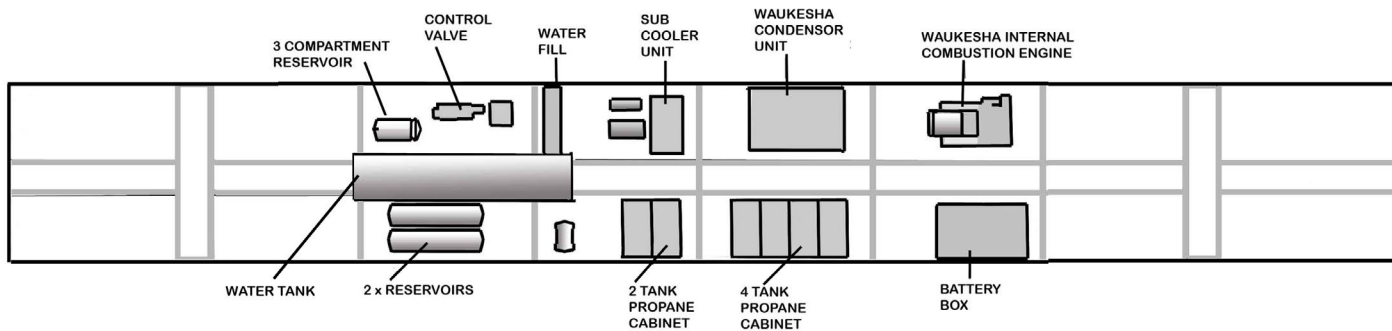 3 COMPARTMENT
RESERVOIR
CONTROL
VALVE
WATER
FILL
SUB
COOLER
UNIT
WAUKESHA
CONDENSOR
UNIT
WAUKESHA INTERNAL
COMBUSTION ENGINE
WATER TANK
2 x RESERVOIRS
2 TANK
PROPANE
CABINET
4 TANK
PROPANE
CABINET
BATTERY
BOX